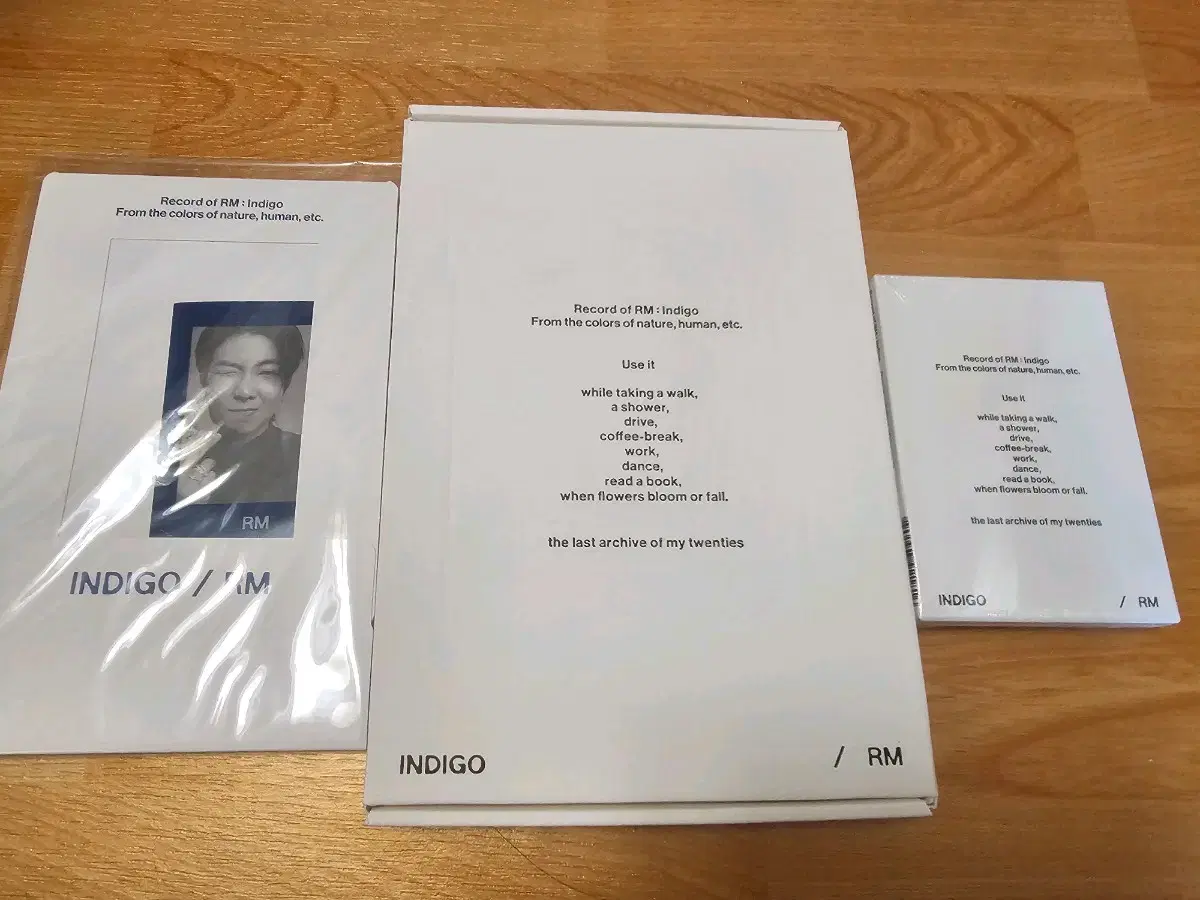 Record of RM : Indigo
From the colors of nature, human, etc.
RM
INDIGO / RM
Record of RM : Indigo
From the colors of nature, human, etc.
Use it
while taking a walk,
a shower,
drive,
coffee-break,
work,
dance,
read a book,
when flowers bloom or fall.
the last archive of my twenties
INDIGO / RM
Record of RM : Indigo
From the colors of nature, human, etc.
Use it
while taking a walk,
a shower,
drive,
coffee-break,
work,
dance,
read a book,
when flowers bloom or fall.
the last archive of my twenties
INDIGO / RM